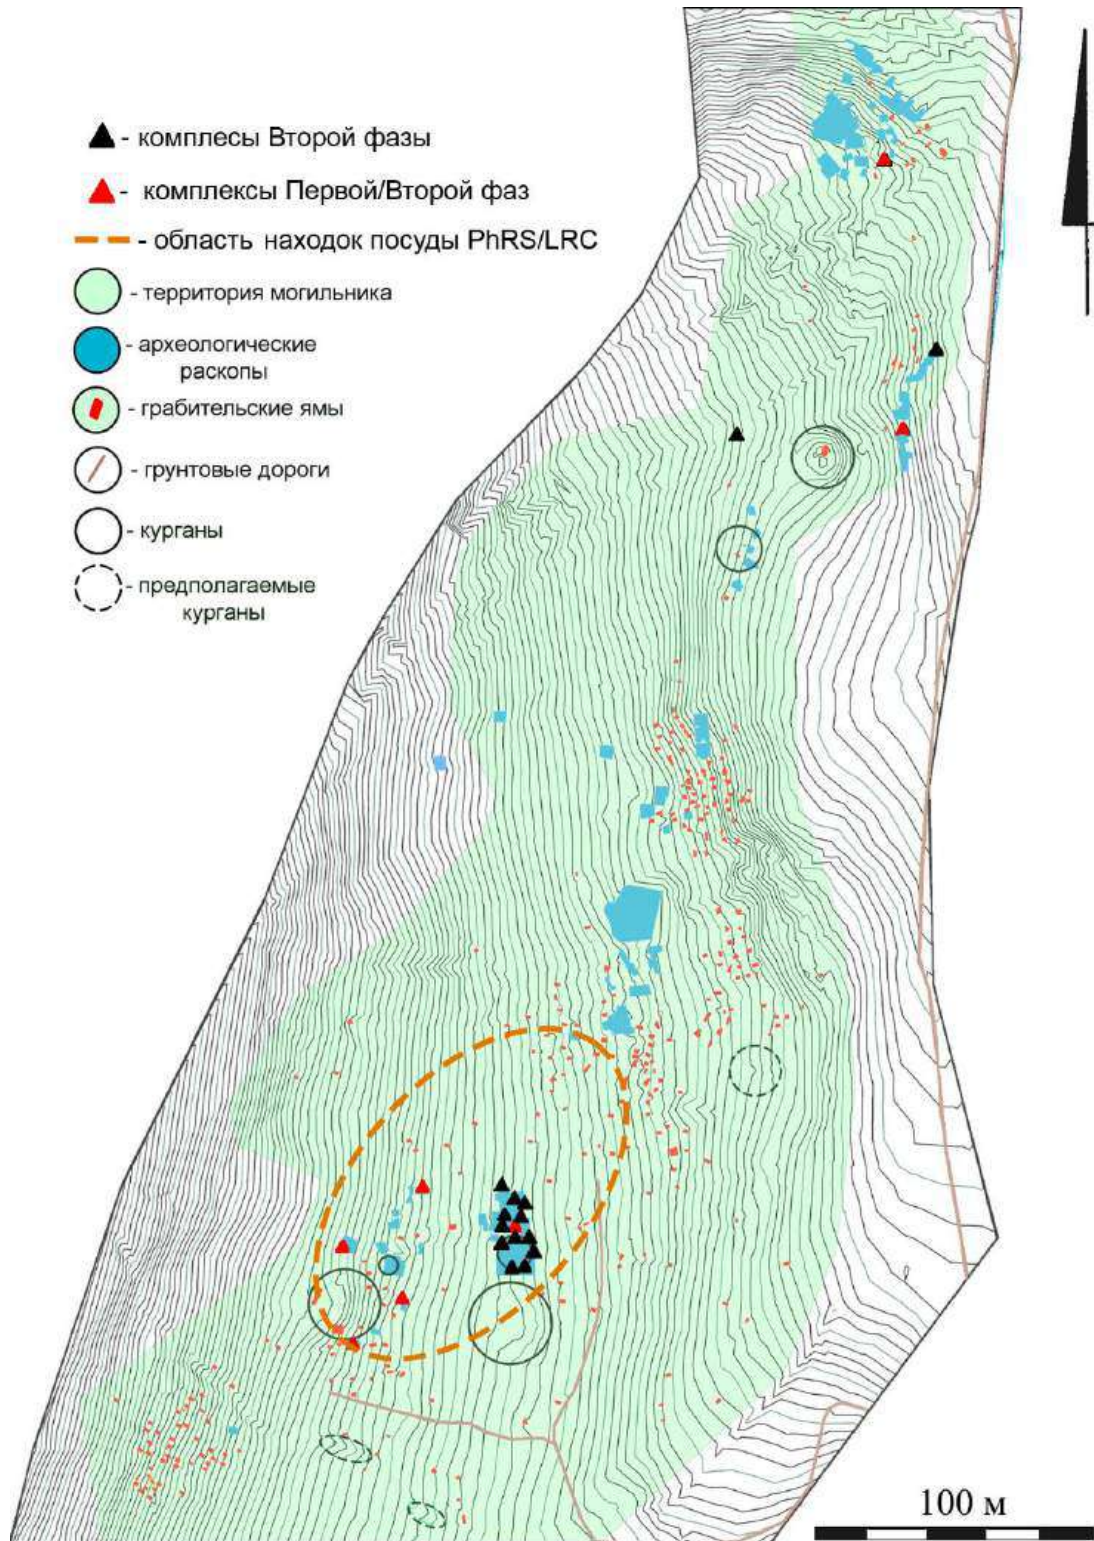 - комплесы Второй фазы
- комплексы Первой/Второй фаз
- область находок посуды PhRS/LRC
- территория могильника
- археологические
раскопы
- грабительские ямы
- грунтовые дороги
- курганы
- предполагаемые
курганы
100 м